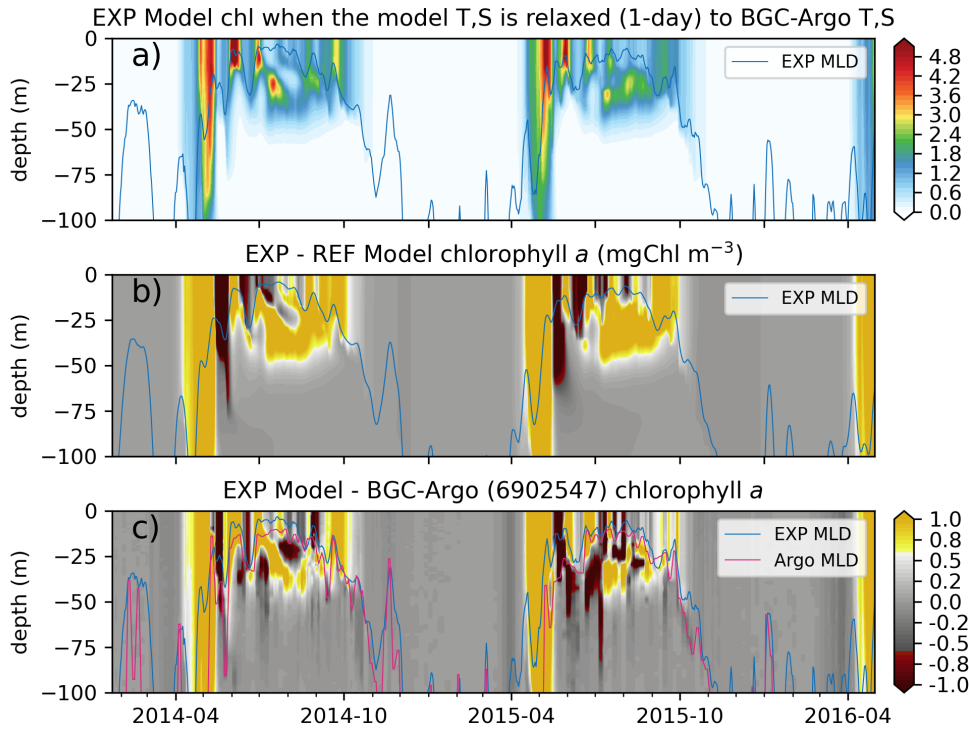 EXP Model chl when the model T,S is relaxed (1-day) to BGC-Argo T,S
a)
EXP MLD
depth (m)
0
−25
−50
−75
−100
4.8
4.2
3.6
3.0
2.4
1.8
1.2
0.6
0.0
EXP - REF Model chlorophyll a (mgChl m⁻³)
b)
EXP MLD
depth (m)
0
−25
−50
−75
−100
EXP Model - BGC-Argo (6902547) chlorophyll a
c)
EXP MLD
Argo MLD
depth (m)
0
−25
−50
−75
−100
1.0
0.8
0.5
0.2
0.0
-0.2
-0.5
-0.8
-1.0
2014-04
2014-10
2015-04
2015-10
2016-04